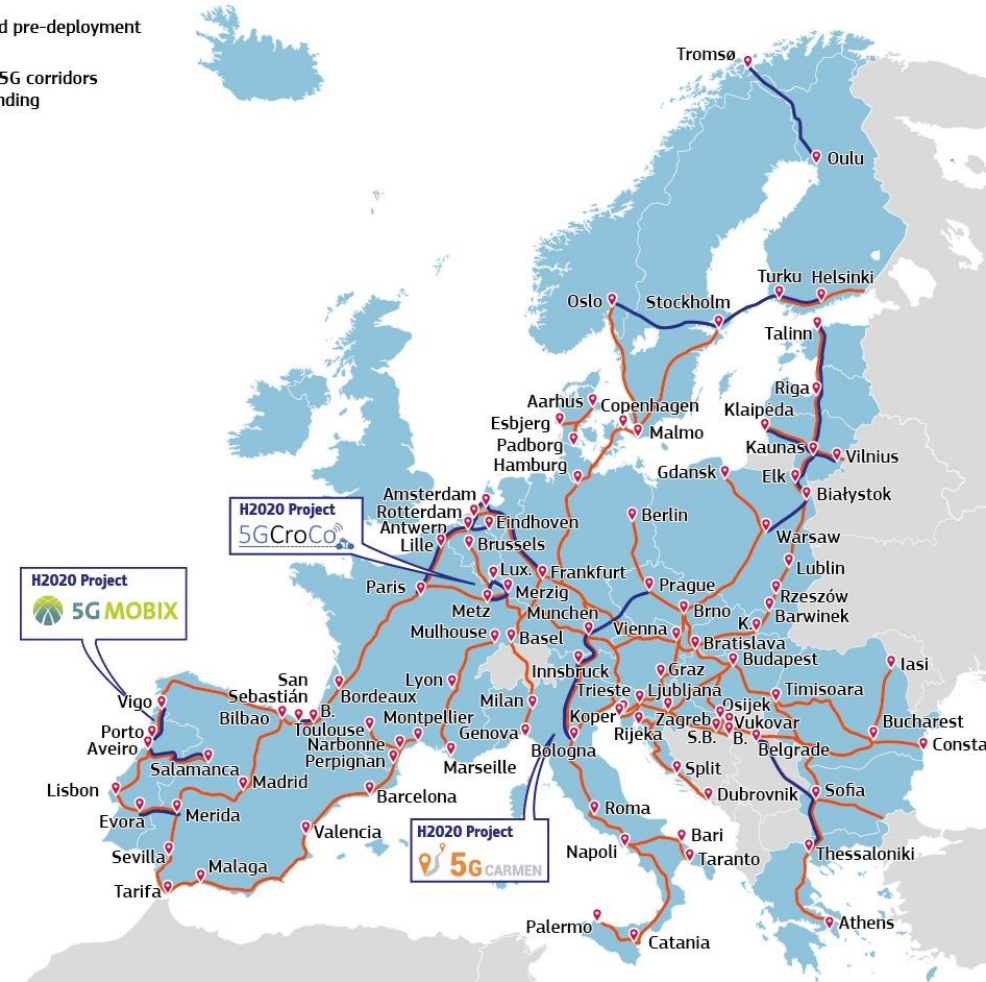 d pre-deployment
5G corridors
nding
Tromsø
Oulu
Turku Helsinki
Oslo
Stockholm
Talinn
Riga
Aarhus
Copenhagen
Klaipėda
Esbjerg
Malmo
Padborg
Kaunas
Vilnius
Hamburg
Gdansk
Elk
Białystok
Amsterdam
H2020 Project
5GCroCo
Rotterdam
Berlin
Antwern
Eindhoven
Lille
Brussels
Warsaw
Lublin
H2020 Project
5G MOBIX
Paris
Lux.
Frankfurt
Prague
Merzig
Rzeszów
Metz
Munchen
Brno
Barwinek
Mulhouse
Basel
Vienna
K.
Bratislava
Innsbruck
Budapest
Iasi
San
Sebastián
Lyon
Graz
Vigo
Bilbao
B.
Bordeaux
Milan
Trieste
Ljubljana
Timisoara
Toulouse
Montpellier
Koper
Osijek
Porto
Narbonne
Genova
Zagreb
Vukovar
Bucharest
Aveiro
Perpignan
Bologna
Rijeka
S.B.
B.
Belgrade
Consta
Salamanca
Marseille
Split
Lisbon
Madrid
Barcelona
Dubrovnik
Sofia
Evora
Merida
Roma
Valencia
H2020 Project
5G CARMEN
Bari
Sevilla
Napoli
Taranto
Thessaloniki
Malaga
Tarifa
Palermo
Catania
Athens